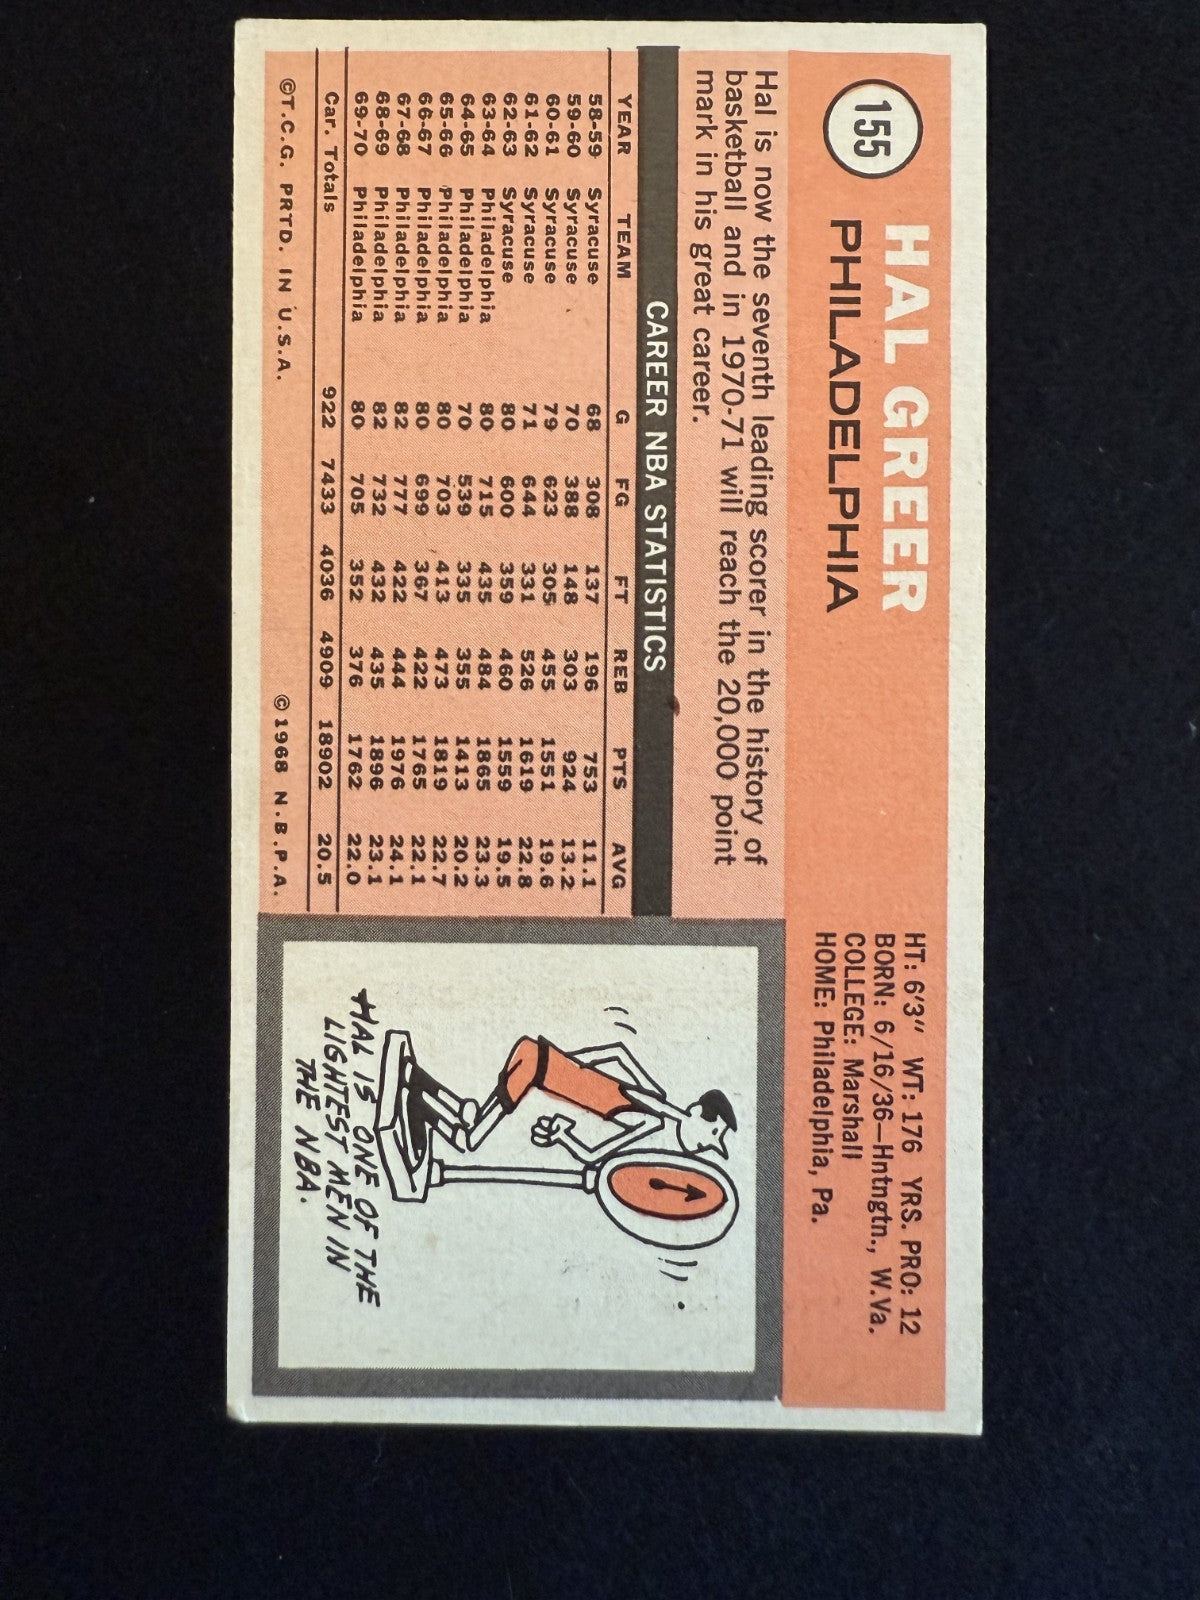 155
HAL GREER
PHILADELPHIA
HT: 6'3" WT: 176 YRS. PRO: 12
BORN: 6/16/36—Hntngtn., W.Va.
COLLEGE: Marshall
HOME: Philadelphia, Pa.
Hal is now the seventh leading scorer in the history of
basketball and in 1970-71 will reach the 20,000 point
mark in his great career.
CAREER NBA STATISTICS
YEAR TEAM G FG FT REB PTS AVG
58-59 Syracuse 68 308 137 196 753 11.1
59-60 Syracuse 70 388 148 303 924 13.2
60-61 Syracuse 79 623 305 455 1551 19.6
61-62 Syracuse 71 644 331 526 1619 22.8
62-63 Syracuse 80 600 359 460 1559 19.5
63-64 Philadelphia 80 715 435 484 1865 23.3
64-65 Philadelphia 70 539 335 355 1413 20.2
65-66 Philadelphia 80 703 413 473 1819 22.7
66-67 Philadelphia 80 699 367 422 1765 22.1
67-68 Philadelphia 82 777 422 444 1976 24.1
68-69 Philadelphia 82 732 432 435 1896 23.1
69-70 Philadelphia 80 705 352 376 1762 22.0
Car. Totals 922 7433 4036 4909 18902 20.5
©T.C.G. PRTD. IN U.S.A. ©1968 N.B.P.A.
HAL IS ONE OF THE
LIGHTEST MEN IN
THE NBA.